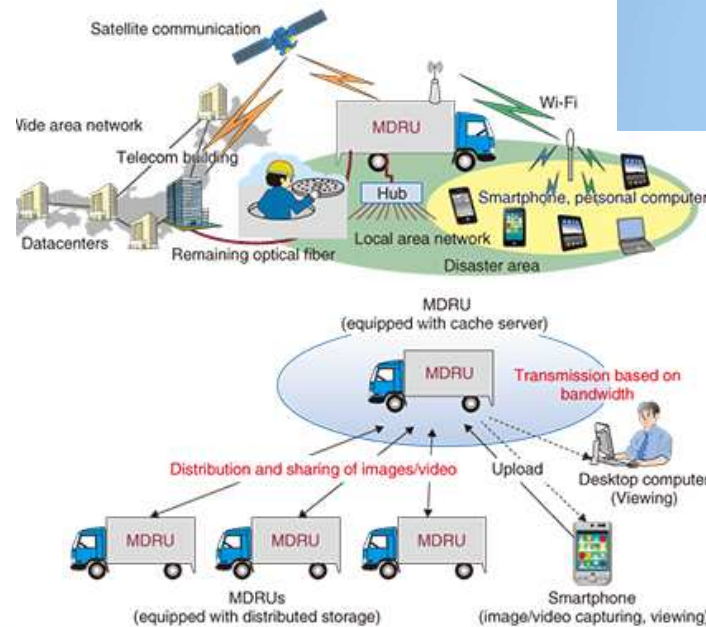 Satellite communication
Wide area network
Telecom building
Datacenters
MDRU
Wi-Fi
Hub
Smartphone, personal computer
Local area network
Remaining optical fiber
Disaster area
MDRU
(equipped with cache server)
MDRU
Transmission based on
bandwidth
Distribution and sharing of images/video
Upload
Desktop computer
(Viewing)
MDRU
MDRU
MDRU
MDRUs
(equipped with distributed storage)
Smartphone
(image/video capturing, viewing)